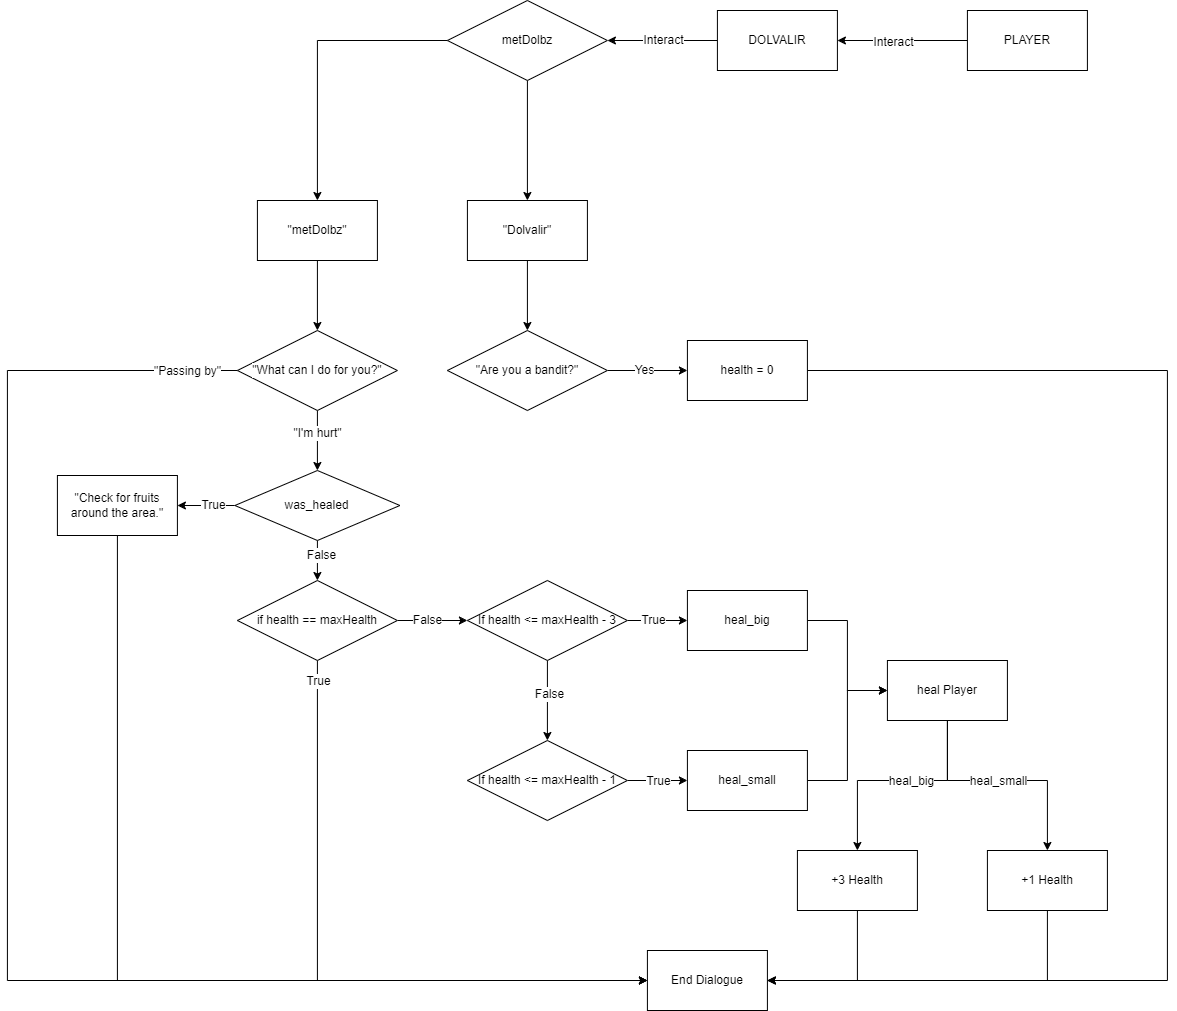 metDolbz
Interact
DOLVALIR
Interact
PLAYER
"metDolbz"
"Dolvalir"
"Passing by"
"What can I do for you?"
"Are you a bandit?"
Yes
health = 0
"I'm hurt"
"Check for fruits
around the area."
True
was_healed
False
if health == maxHealth
False
If health <= maxHealth - 3
True
heal_big
True
False
heal Player
If health <= maxHealth - 1
True
heal_small
heal_big
heal_small
+3 Health
+1 Health
End Dialogue